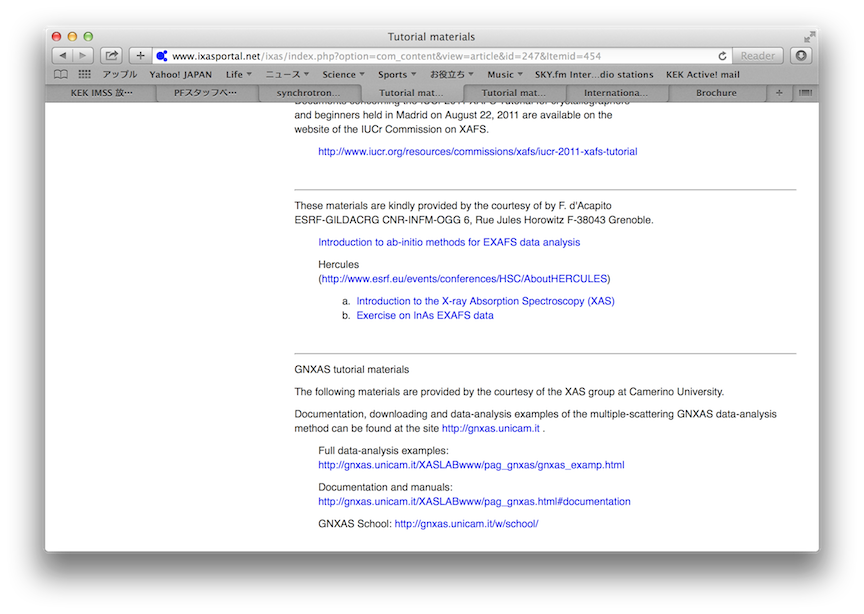 Tutorial materials
www.ixasportal.net/ixas/index.php?option=com_content&view=article&id=247&Itemid=454
Reader
アップル Yahoo! JAPAN Life ニュース Science Sports お役立ち Music SKY.fm Inter...dio stations KEK Active! mail
KEK IMSS 放… PFスタッフペ… synchrotron... Tutorial mat... Tutorial mat... Internationa... Brochure
and beginners held in Madrid on August 22, 2011 are available on the
website of the IUCr Commission on XAFS.
http://www.iucr.org/resources/commissions/xafs/iucr-2011-xafs-tutorial
These materials are kindly provided by the courtesy of by F. d'Acapito
ESRF-GILDACRG CNR-INFM-OGG 6, Rue Jules Horowitz F-38043 Grenoble.
Introduction to ab-initio methods for EXAFS data analysis
Hercules
(http://www.esrf.eu/events/conferences/HSC/AboutHERCULES)
a. Introduction to the X-ray Absorption Spectroscopy (XAS)
b. Exercise on InAs EXAFS data
GNXAS tutorial materials
The following materials are provided by the courtesy of the XAS group at Camerino University.
Documentation, downloading and data-analysis examples of the multiple-scattering GNXAS data-analysis
method can be found at the site http://gnxas.unicam.it .
Full data-analysis examples:
http://gnxas.unicam.it/XASLABwww/pag_gnxas/gnxas_examp.html
Documentation and manuals:
http://gnxas.unicam.it/XASLABwww/pag_gnxas.html#documentation
GNXAS School: http://gnxas.unicam.it/w/school/